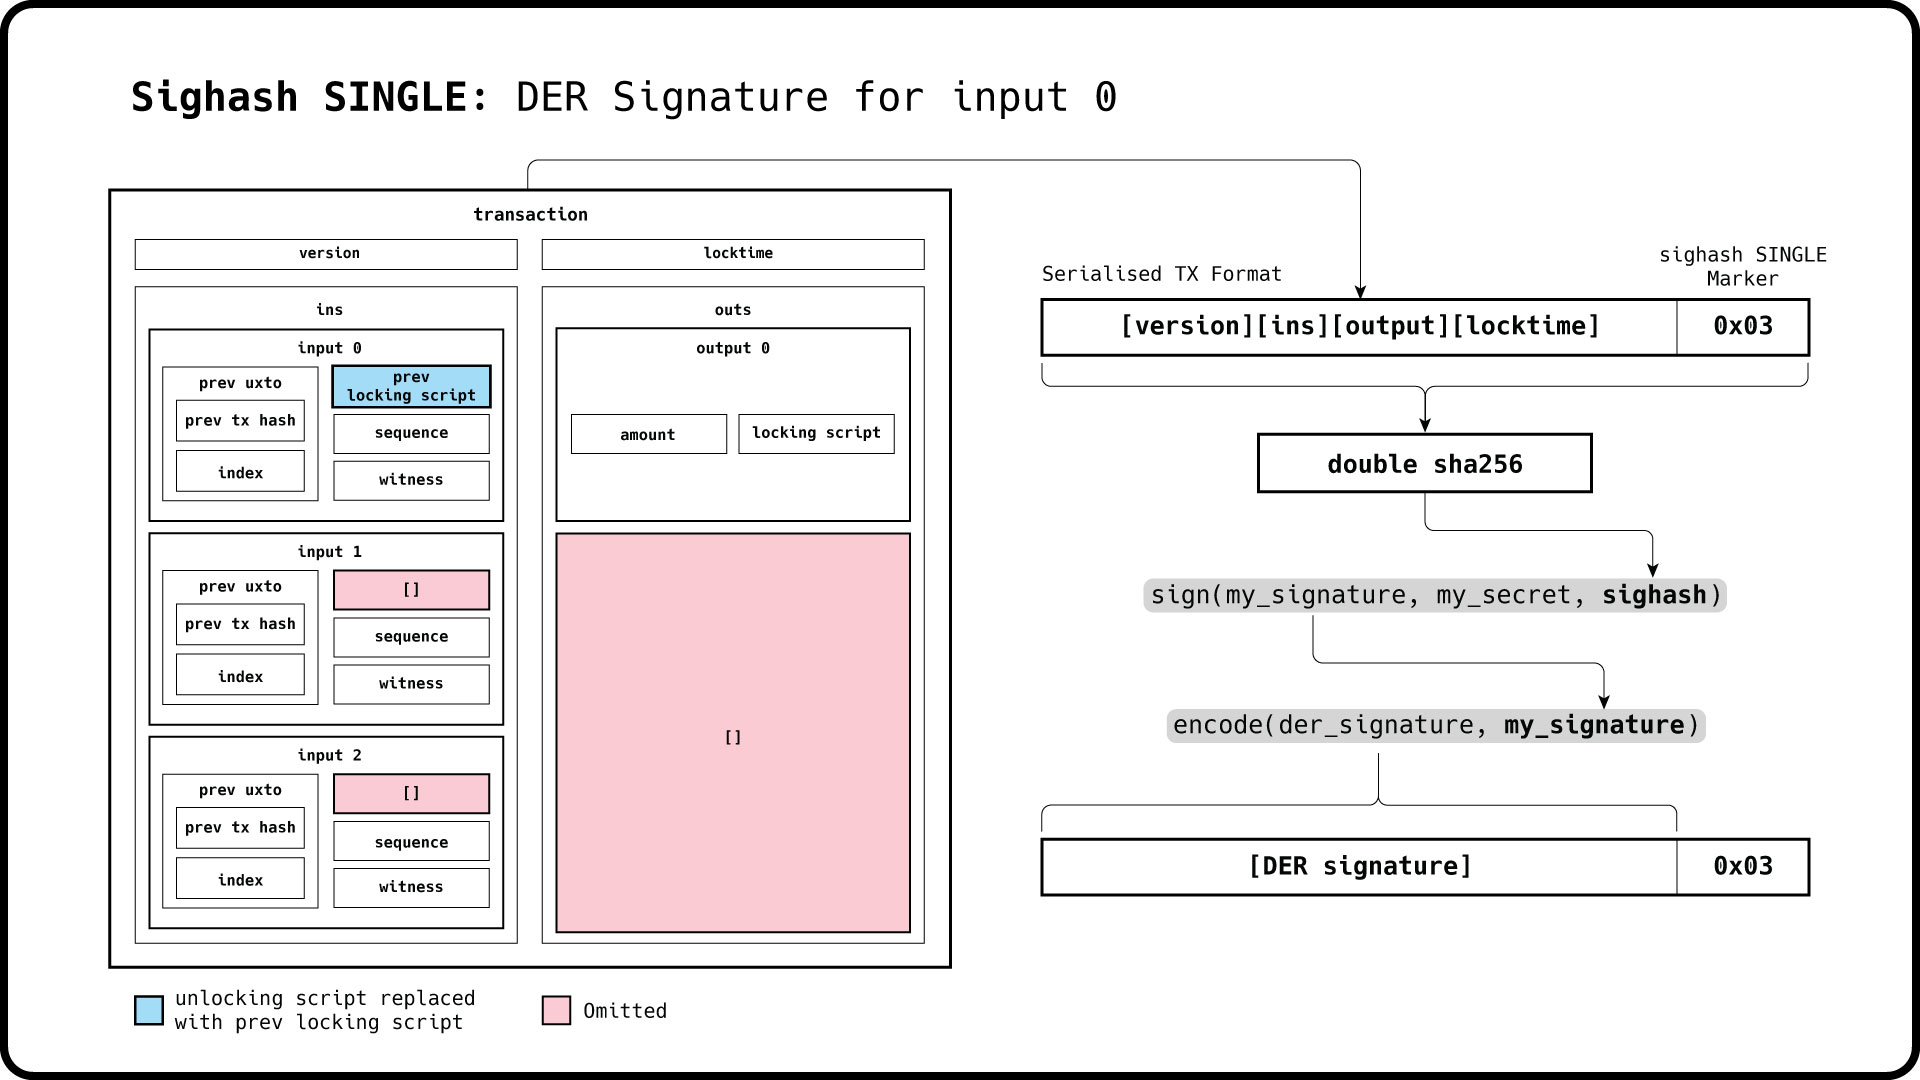 Sighash SINGLE: DER Signature for input 0
transaction
version
locktime
ins
input 0
prev uxto
prev tx hash
index
prev
locking script
sequence
witness
input 1
prev uxto
prev tx hash
index
[]
sequence
witness
input 2
prev uxto
prev tx hash
index
[]
sequence
witness
outs
output 0
amount
locking script
[]
unlocking script replaced
with prev locking script
Omitted
Serialised TX Format
sighash SINGLE
Marker
[version][ins][output][locktime]
0x03
double sha256
sign(my_signature, my_secret, sighash)
encode(der_signature, my_signature)
[DER signature]
0x03